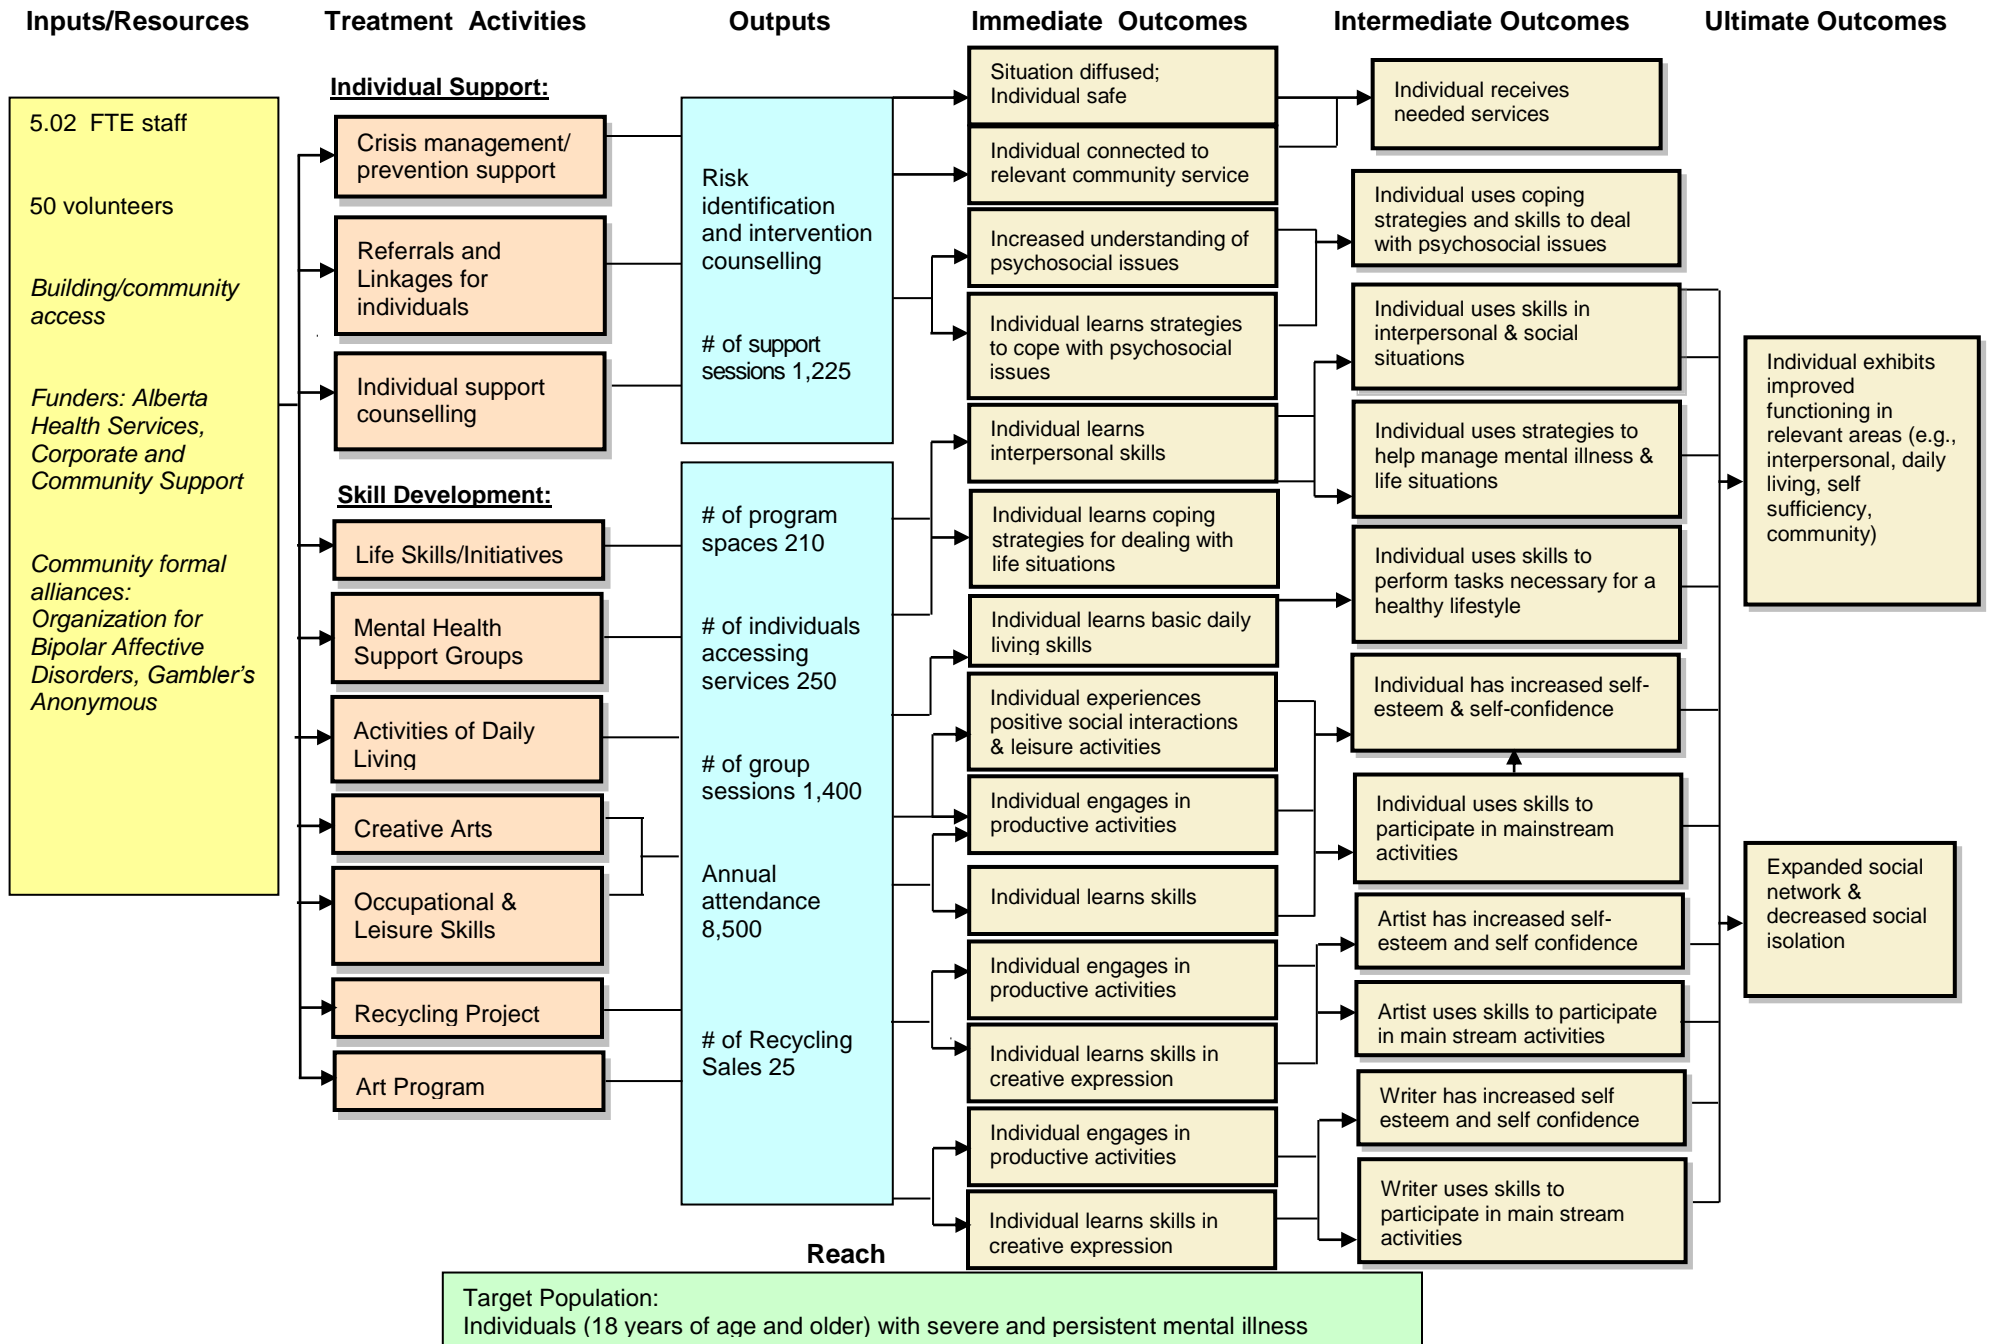 Inputs/Resources
Treatment Activities
Outputs
Immediate Outcomes
Intermediate Outcomes
Ultimate Outcomes
5.02 FTE staff
50 volunteers
Building/community
access
Funders: Alberta
Health Services,
Corporate and
Community Support
Community formal
alliances:
Organization for
Bipolar Affective
Disorders, Gambler's
Anonymous
Individual Support:
Crisis management/
prevention support
Referrals and
Linkages for
individuals
Individual support
counselling
Skill Development:
Life Skills/Initiatives
Mental Health
Support Groups
Activities of Daily
Living
Creative Arts
Occupational &
Leisure Skills
Recycling Project
Art Program
Risk
identification
and intervention
counselling
# of support
sessions 1,225
# of program
spaces 210
# of individuals
accessing
services 250
# of group
sessions 1,400
Annual
attendance
8,500
# of Recycling
Sales 25
Situation diffused;
Individual safe
Individual connected to
relevant community service
Increased understanding of
psychosocial issues
Individual learns strategies
to cope with psychosocial
issues
Individual learns
interpersonal skills
Individual learns coping
strategies for dealing with
life situations
Individual learns basic daily
living skills
Individual experiences
positive social interactions
& leisure activities
Individual engages in
productive activities
Individual learns skills
Individual engages in
productive activities
Individual learns skills in
creative expression
Individual engages in
productive activities
Individual learns skills in
creative expression
Individual receives
needed services
Individual uses coping
strategies and skills to deal
with psychosocial issues
Individual uses skills in
interpersonal & social
situations
Individual uses strategies to
help manage mental illness &
life situations
Individual uses skills to
perform tasks necessary for a
healthy lifestyle
Individual has increased self-
esteem & self-confidence
Individual uses skills to
participate in mainstream
activities
Artist has increased self-
esteem and self confidence
Artist uses skills to participate
in main stream activities
Writer has increased self
esteem and self confidence
Writer uses skills to
participate in main stream
activities
Individual exhibits
improved
functioning in
relevant areas (e.g.,
interpersonal, daily
living, self
sufficiency,
community)
Expanded social
network &
decreased social
isolation
Reach
Target Population:
Individuals (18 years of age and older) with severe and persistent mental illness